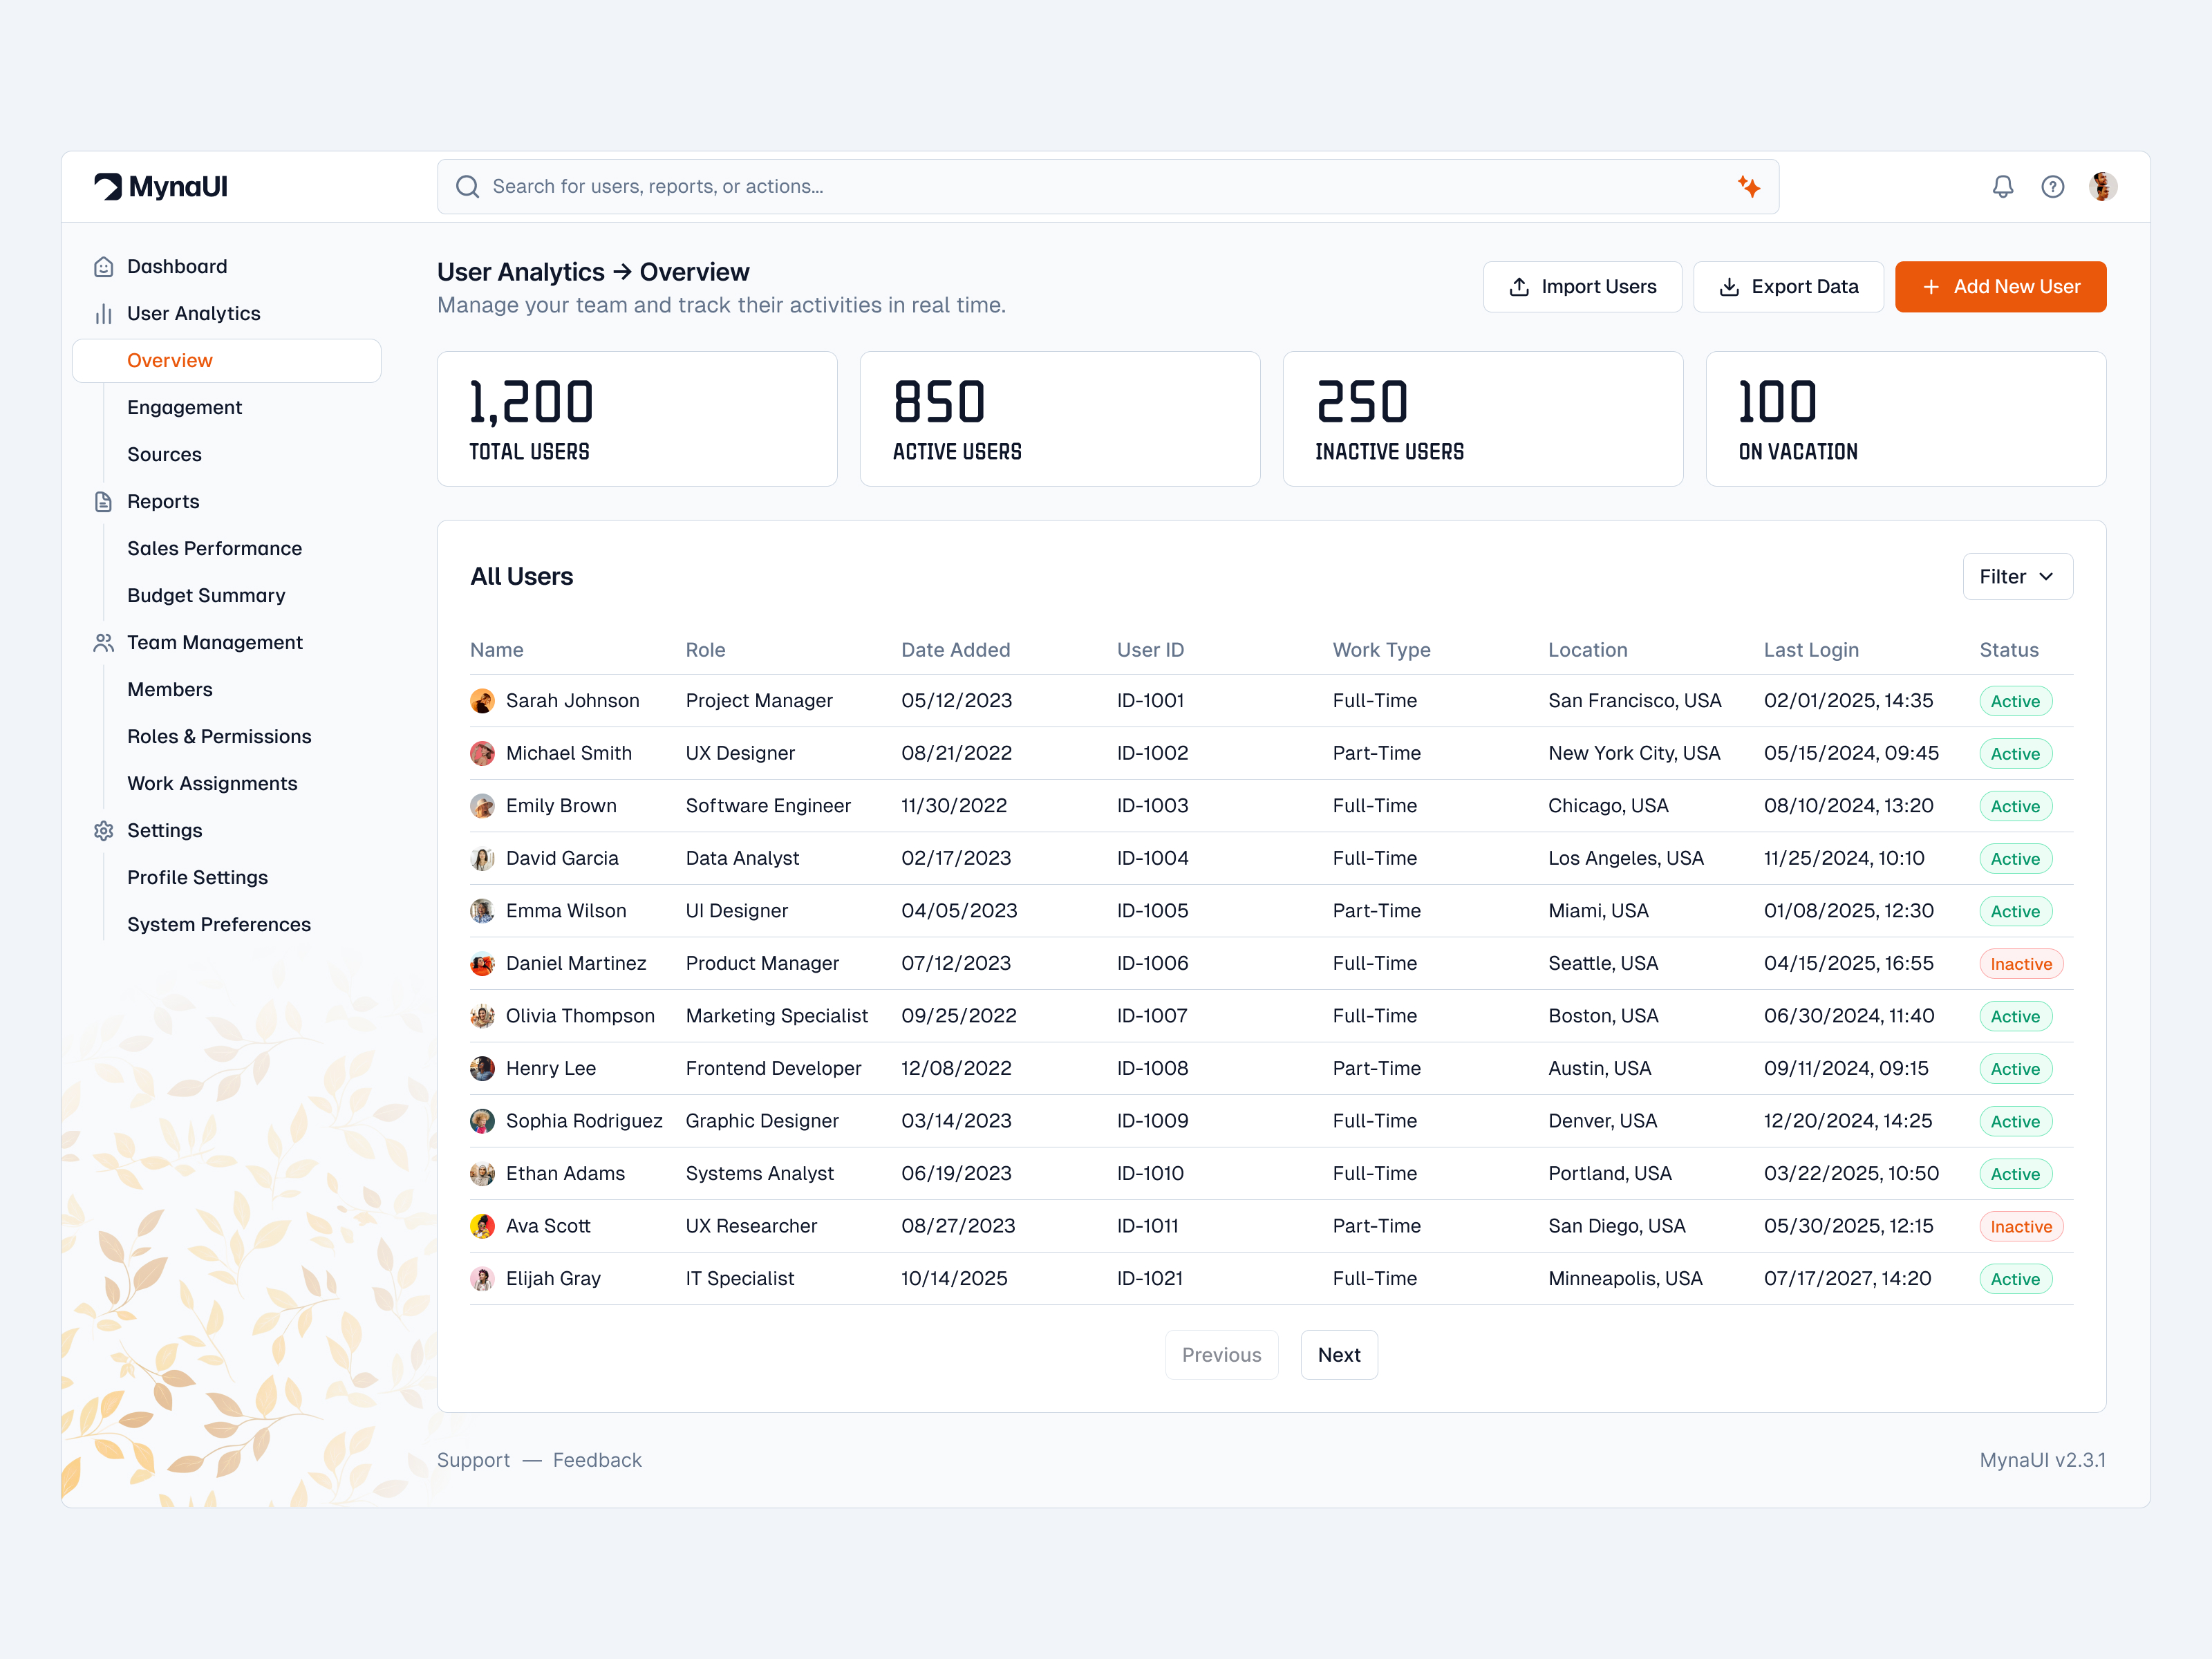 MynaUI
Search for users, reports, or actions...
Dashboard
User Analytics
Overview
Engagement
Sources
Reports
Sales Performance
Budget Summary
Team Management
Members
Roles & Permissions
Work Assignments
Settings
Profile Settings
System Preferences
User Analytics → Overview
Manage your team and track their activities in real time.
Import Users
Export Data
+ Add New User
1,200
TOTAL USERS
850
ACTIVE USERS
250
INACTIVE USERS
100
ON VACATION
All Users
Filter
Name Role Date Added User ID Work Type Location Last Login Status
Sarah Johnson Project Manager 05/12/2023 ID-1001 Full-Time San Francisco, USA 02/01/2025, 14:35 Active
Michael Smith UX Designer 08/21/2022 ID-1002 Part-Time New York City, USA 05/15/2024, 09:45 Active
Emily Brown Software Engineer 11/30/2022 ID-1003 Full-Time Chicago, USA 08/10/2024, 13:20 Active
David Garcia Data Analyst 02/17/2023 ID-1004 Full-Time Los Angeles, USA 11/25/2024, 10:10 Active
Emma Wilson UI Designer 04/05/2023 ID-1005 Part-Time Miami, USA 01/08/2025, 12:30 Active
Daniel Martinez Product Manager 07/12/2023 ID-1006 Full-Time Seattle, USA 04/15/2025, 16:55 Inactive
Olivia Thompson Marketing Specialist 09/25/2022 ID-1007 Full-Time Boston, USA 06/30/2024, 11:40 Active
Henry Lee Frontend Developer 12/08/2022 ID-1008 Part-Time Austin, USA 09/11/2024, 09:15 Active
Sophia Rodriguez Graphic Designer 03/14/2023 ID-1009 Full-Time Denver, USA 12/20/2024, 14:25 Active
Ethan Adams Systems Analyst 06/19/2023 ID-1010 Full-Time Portland, USA 03/22/2025, 10:50 Active
Ava Scott UX Researcher 08/27/2023 ID-1011 Part-Time San Diego, USA 05/30/2025, 12:15 Inactive
Elijah Gray IT Specialist 10/14/2025 ID-1021 Full-Time Minneapolis, USA 07/17/2027, 14:20 Active
Previous Next
Support — Feedback
MynaUI v2.3.1